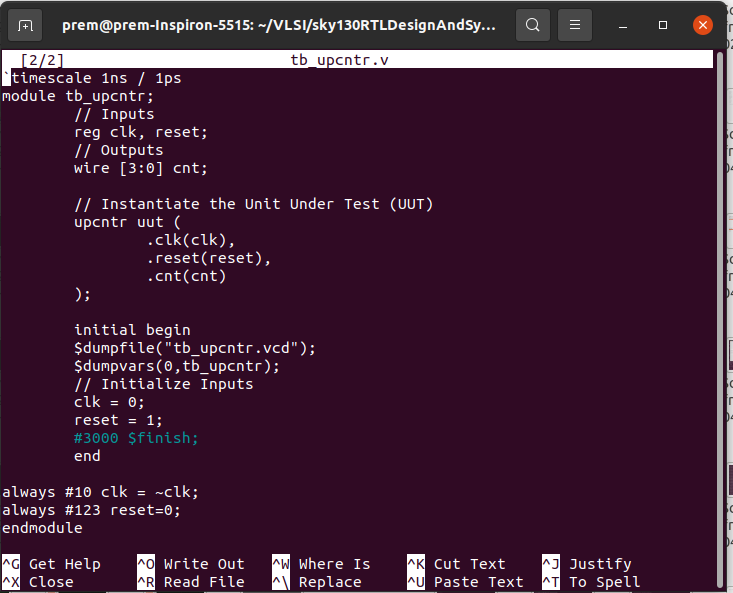 prem@prem-Inspiron-5515: ~/VLSI/sky130RTLDesignAndSy...
[2/2] tb_upcntr.v
`timescale 1ns / 1ps
module tb_upcntr;
// Inputs
reg clk, reset;
// Outputs
wire [3:0] cnt;
// Instantiate the Unit Under Test (UUT)
upcntr uut (
.clk(clk),
.reset(reset),
.cnt(cnt)
);
initial begin
$dumpfile("tb_upcntr.vcd");
$dumpvars(0,tb_upcntr);
// Initialize Inputs
clk = 0;
reset = 1;
#3000 $finish;
end
always #10 clk = ~clk;
always #123 reset=0;
endmodule
^G Get Help ^O Write Out ^W Where Is ^K Cut Text ^J Justify
^X Close ^R Read File ^\ Replace ^U Paste Text ^T To Spell